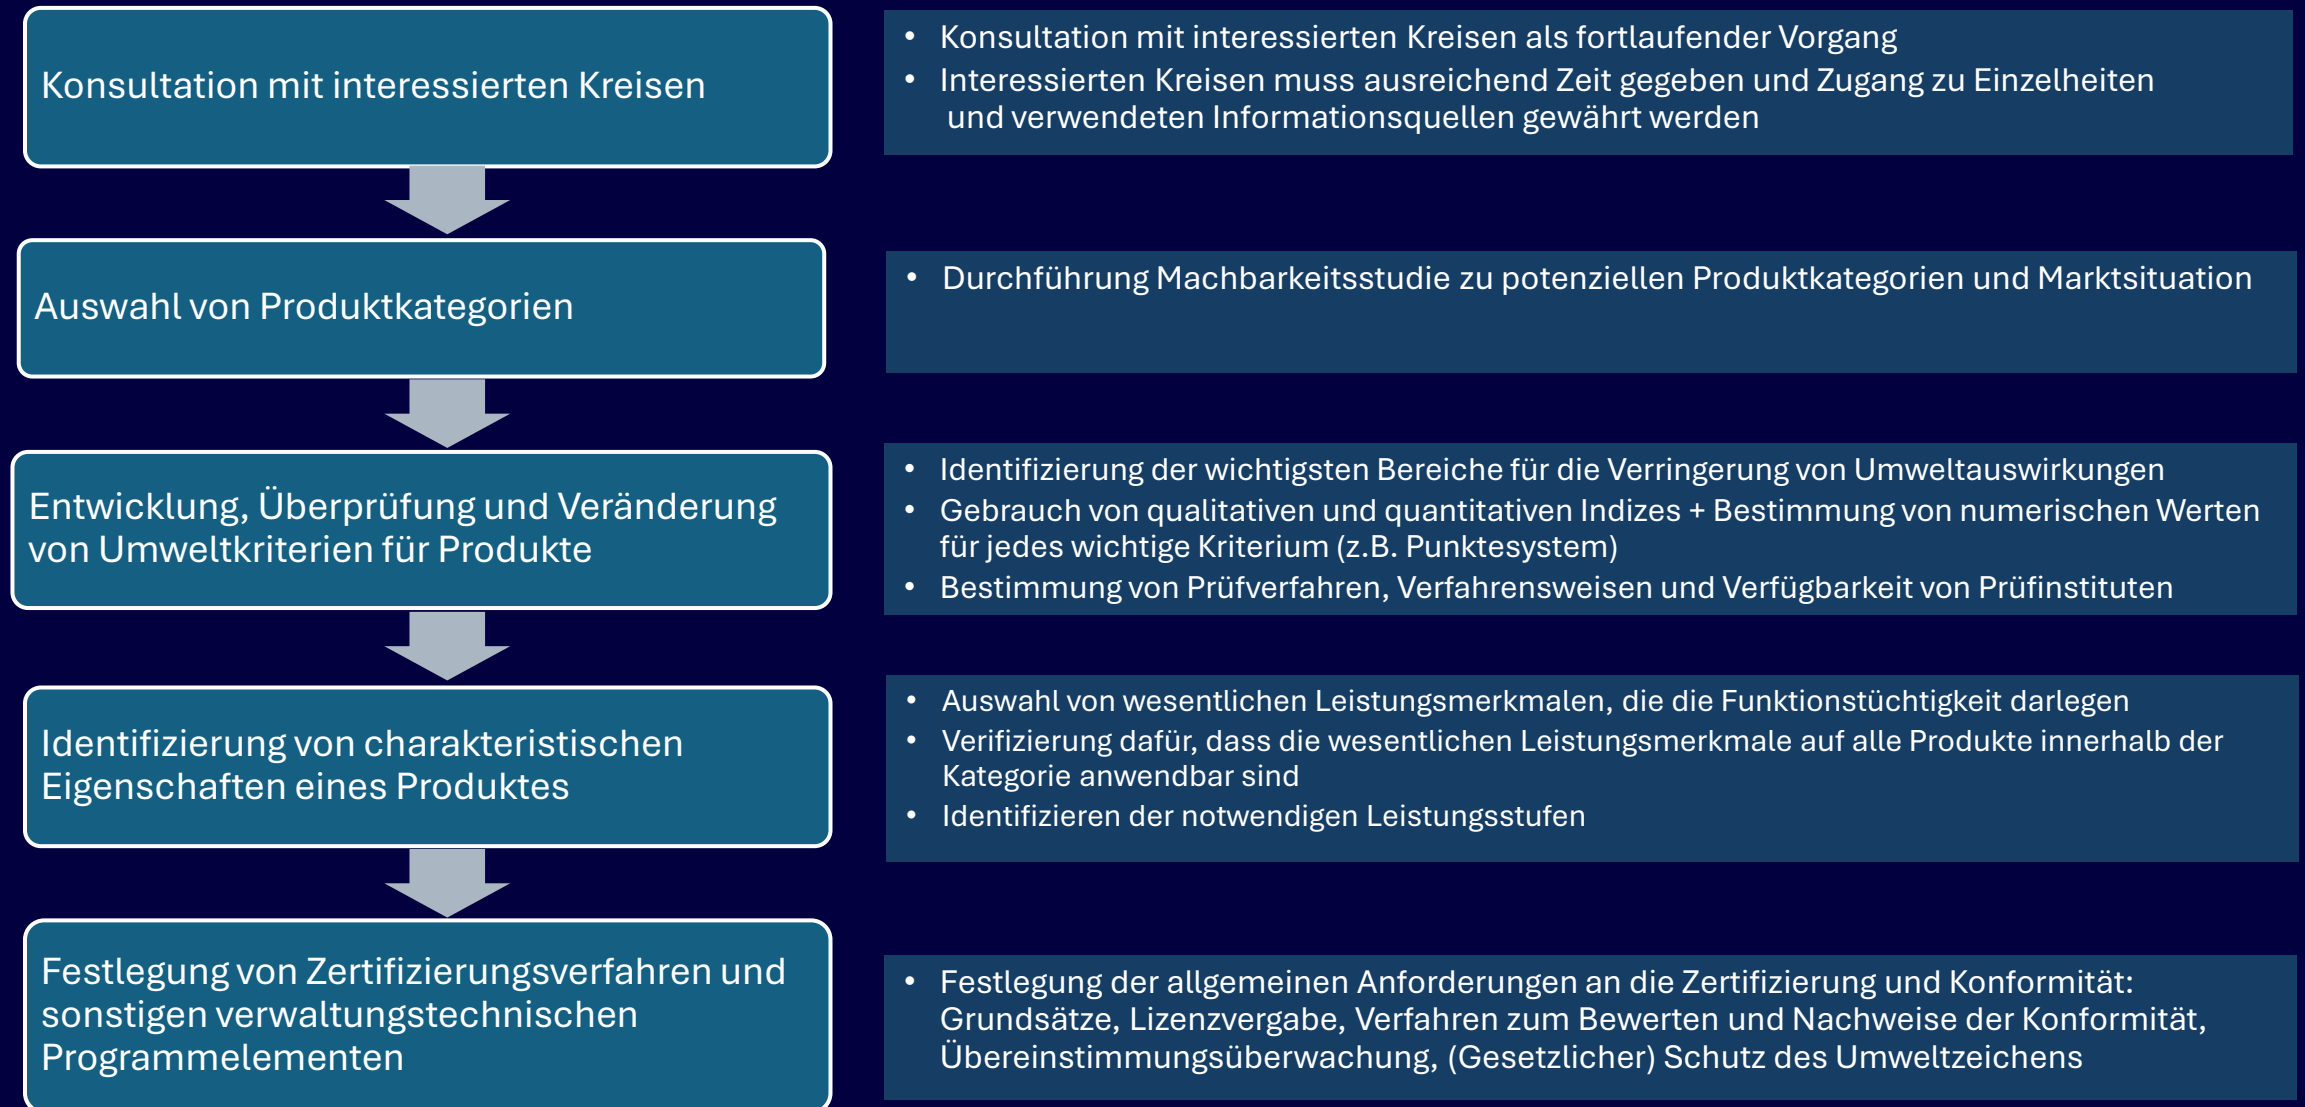 Konsultation mit interessierten Kreisen
• Konsultation mit interessierten Kreisen als fortlaufender Vorgang
• Interessierten Kreisen muss ausreichend Zeit gegeben und Zugang zu Einzelheiten
und verwendeten Informationsquellen gewährt werden
Auswahl von Produktkategorien
• Durchführung Machbarkeitsstudie zu potenziellen Produktkategorien und Marktsituation
Entwicklung, Überprüfung und Veränderung
von Umweltkriterien für Produkte
• Identifizierung der wichtigsten Bereiche für die Verringerung von Umweltauswirkungen
• Gebrauch von qualitativen und quantitativen Indizes + Bestimmung von numerischen Werten
für jedes wichtige Kriterium (z.B. Punktesystem)
• Bestimmung von Prüfverfahren, Verfahrensweisen und Verfügbarkeit von Prüfinstituten
Identifizierung von charakteristischen
Eigenschaften eines Produktes
• Auswahl von wesentlichen Leistungsmerkmalen, die die Funktionstüchtigkeit darlegen
• Verifizierung dafür, dass die wesentlichen Leistungsmerkmale auf alle Produkte innerhalb der
Kategorie anwendbar sind
• Identifizieren der notwendigen Leistungsstufen
Festlegung von Zertifizierungsverfahren und
sonstigen verwaltungstechnischen
Programmelementen
• Festlegung der allgemeinen Anforderungen an die Zertifizierung und Konformität:
Grundsätze, Lizenzvergabe, Verfahren zum Bewerten und Nachweise der Konformität,
Übereinstimmungsüberwachung, (Gesetzlicher) Schutz des Umweltzeichens